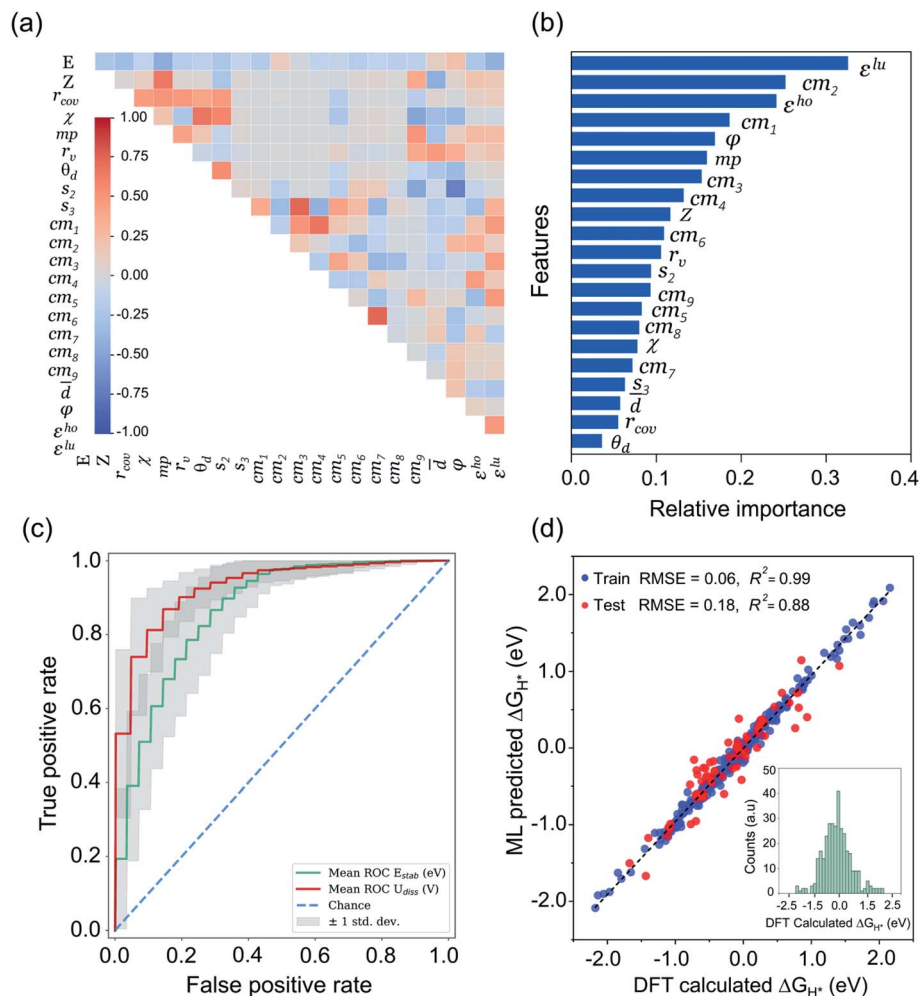 (a)
E
Z
r_cov
χ
mp
r_v
θ_d
s_2
s_3
cm_1
cm_2
cm_3
cm_4
cm_5
cm_6
cm_7
cm_8
cm_9
d̅
φ
ε^ho
ε^lu
1.00
0.75
0.50
0.25
0.00
-0.25
-0.50
-0.75
-1.00
E Z r_cov χ mp r_v θ_d s_2 s_3 cm_1 cm_2 cm_3 cm_4 cm_5 cm_6 cm_7 cm_8 cm_9 d̅ φ ε^ho ε^lu
(b)
Features
ε^lu
cm_2
ε^ho
cm_1
φ
mp
cm_3
cm_4
Z
cm_6
r_v
s_2
cm_9
cm_5
cm_8
χ
cm_7
s_3
d̅
r_cov
θ_d
0.0 0.1 0.2 0.3 0.4
Relative importance
(c)
True positive rate
1.0
0.8
0.6
0.4
0.2
0.0
Mean ROC E_stab (eV)
Mean ROC U_diss (V)
Chance
± 1 std. dev.
0.0 0.2 0.4 0.6 0.8 1.0
False positive rate
(d)
ML predicted ΔG_H* (eV)
Train RMSE = 0.06, R² = 0.99
Test RMSE = 0.18, R² = 0.88
2.0
1.0
0.0
-1.0
-2.0
Counts (a.u)
50
40
30
20
10
0
-2.5 0.0 2.5
DFT Calculated ΔG_H* (eV)
-2.0 -1.0 0.0 1.0 2.0
DFT calculated ΔG_H* (eV)